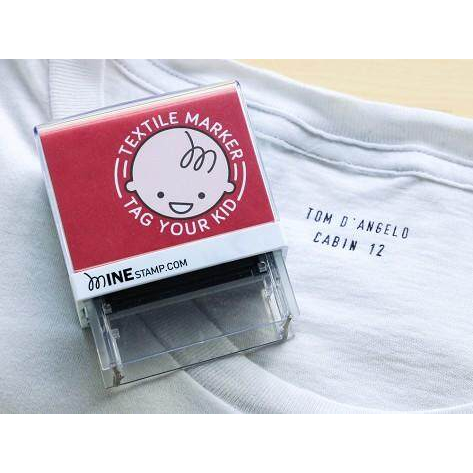 TEXTILE MARKER
TAG YOUR KID
MINESTAMP.COM
TOM D'ANGELO
CABIN 12